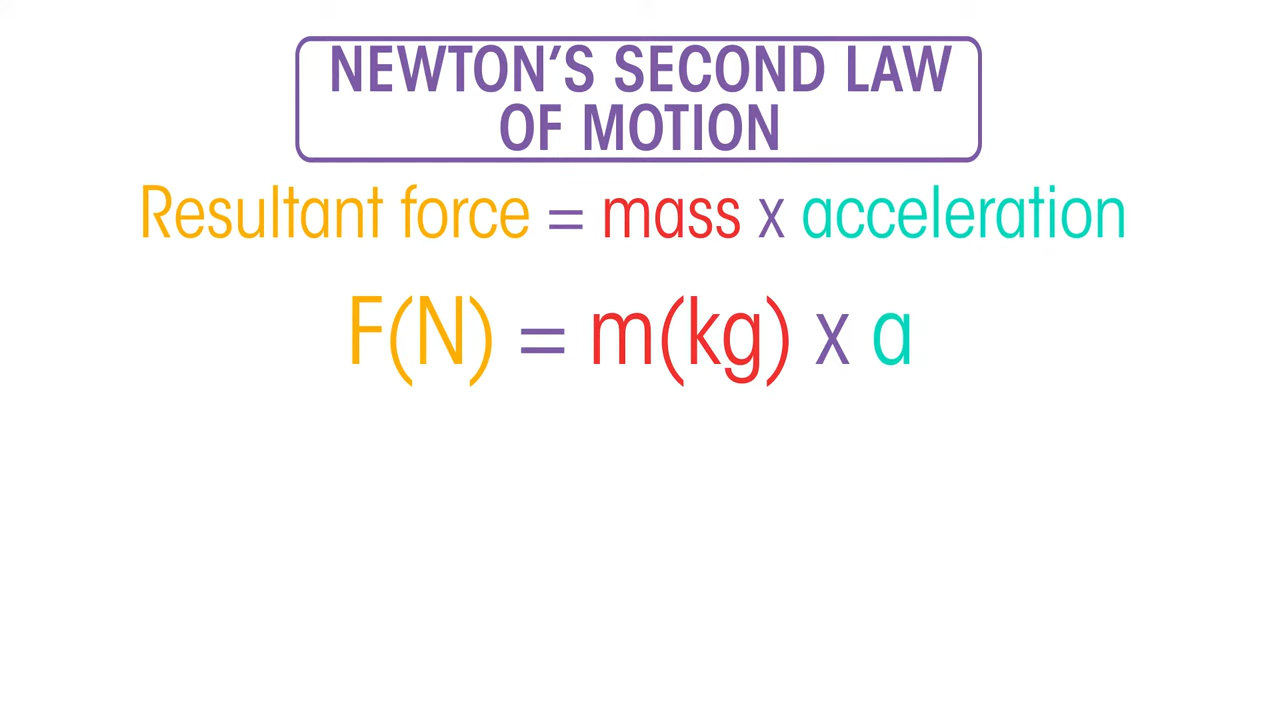 NEWTON’S SECOND LAW
OF MOTION
Resultant force = mass x acceleration
F(N) = m(kg) x a